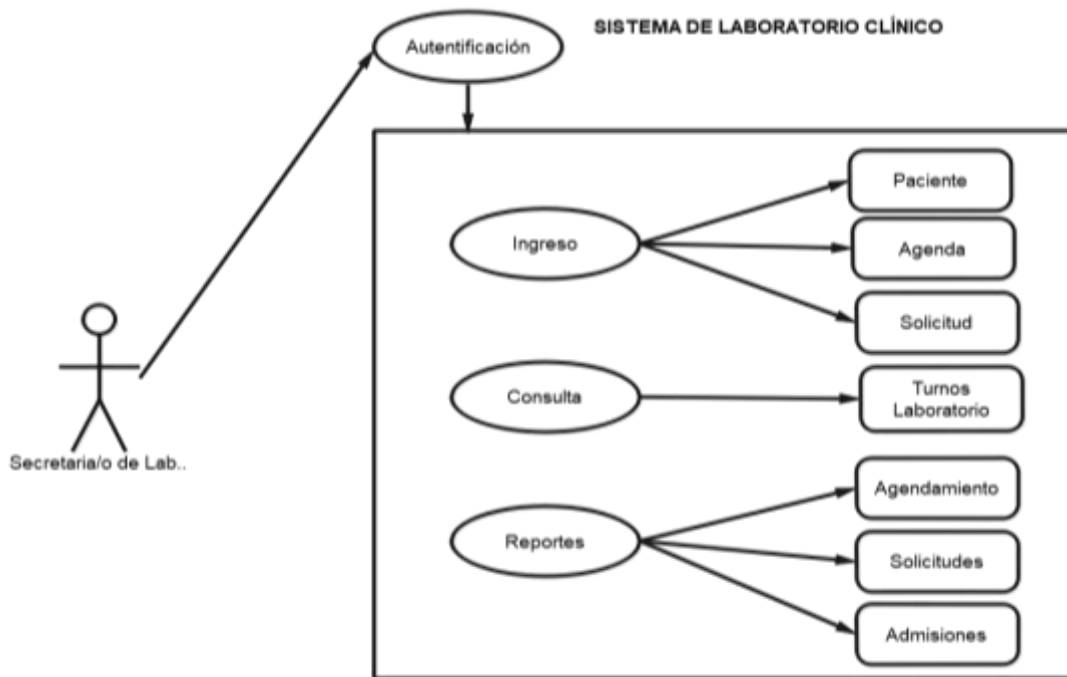 SISTEMA DE LABORATORIO CLÍNICO
Autentificación
Paciente
Ingreso
Agenda
Solicitud
Consulta
Turnos
Laboratorio
Secretaria/o de Lab..
Agendamiento
Reportes
Solicitudes
Admisiones